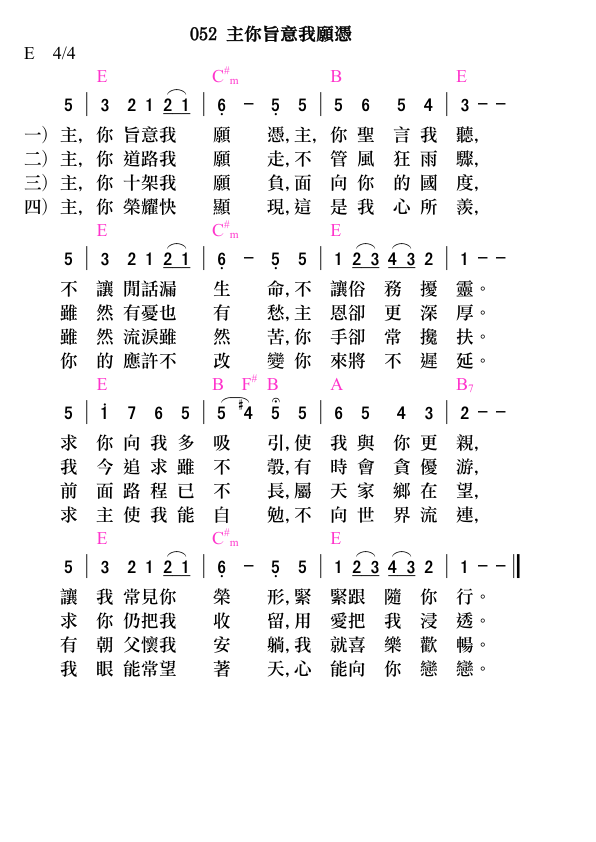 052 主你旨意我願憑
E 4/4
E C#m B E
5 | 3 2 1 2 1 | 6 - 5 5 | 5 6 5 4 | 3 - -
一）主, 你 旨意我 願 憑,主, 你 聖 言 我 聽,
二）主, 你 道路我 願 走,不 管 風 狂 雨 驟,
三）主, 你 十架我 願 負,面 向 你 的 國 度,
四）主, 你 榮耀快 顯 現,這 是 我 心 所 羨,
E C#m E
5 | 3 2 1 2 1 | 6 - 5 5 | 1 2 3 4 3 2 | 1 - -
不 讓 閒話漏 生 命,不 讓俗 務 擾 靈。
雖 然 有憂也 有 愁,主 恩卻 更 深 厚。
雖 然 流淚雖 然 苦,你 手卻 常 攙 扶。
你 的 應許不 改 變 你 來將 不 遲 延。
E B F# B A B7
5 | 1 7 6 5 | 5 #4 5 5 | 6 5 4 3 | 2 - -
求 你 向 我 多 吸 引,使 我 與 你 更 親,
我 今 追 求 雖 不 彀,有 時 會 貪 優 游,
前 面 路 程 已 不 長,屬 天 家 鄉 在 望,
求 主 使 我 能 自 勉,不 向 世 界 流 連,
E C#m E
5 | 3 2 1 2 1 | 6 - 5 5 | 1 2 3 4 3 2 | 1 - - ‖
讓 我 常見你 榮 形,緊 緊跟 隨 你 行。
求 你 仍把我 收 留,用 愛把 我 浸 透。
有 朝 父懷我 安 躺,我 就喜 樂 歡 暢。
我 眼 能常望 著 天,心 能向 你 戀 戀。